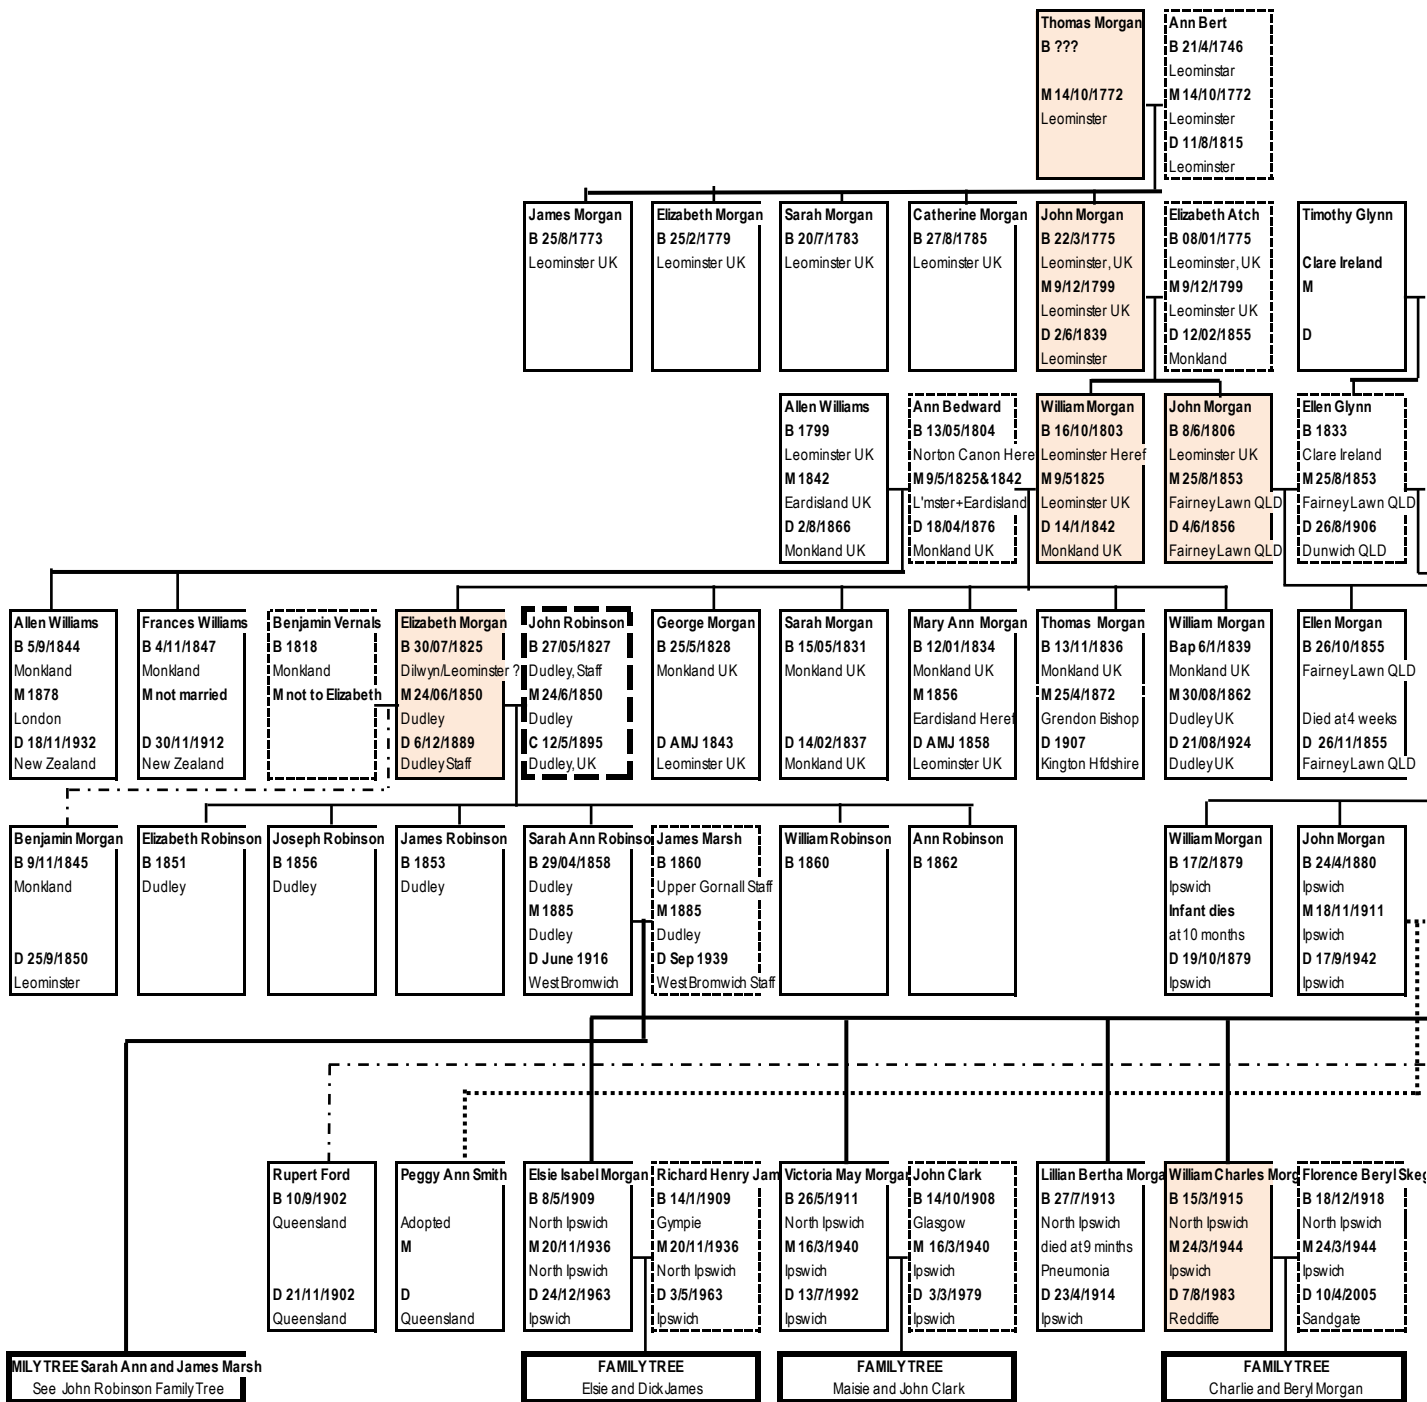 Thomas Morgan
B ???
M 14/10/1772
Leominster
Ann Bert
B 21/4/1746
Leominstar
M 14/10/1772
Leominster
D 11/8/1815
Leominster
James Morgan
B 25/8/1773
Leominster UK
Elizabeth Morgan
B 25/2/1779
Leominster UK
Sarah Morgan
B 20/7/1783
Leominster UK
Catherine Morgan
B 27/8/1785
Leominster UK
John Morgan
B 22/3/1775
Leominster, UK
M 9/12/1799
Leominster UK
D 2/6/1839
Leominster
Elizabeth Atch
B 08/01/1775
Leominster, UK
M 9/12/1799
Leominster UK
D 12/02/1855
Monkland
Timothy Glynn
Clare Ireland
M
D
Allen Williams
B 1799
Leominster UK
M 1842
Eardisland UK
D 2/8/1866
Monkland UK
Ann Bedward
B 13/05/1804
Norton Canon Here
M 9/5/1825&1842
L'mster+Eardisland
D 18/04/1876
Monkland UK
William Morgan
B 16/10/1803
Leominster Heref
M 9/51825
Leominster UK
D 14/1/1842
Monkland UK
John Morgan
B 8/6/1806
Leominster UK
M 25/8/1853
Fairney Lawn QLD
D 4/6/1856
Fairney Lawn QLD
Ellen Glynn
B 1833
Clare Ireland
M 25/8/1853
Fairney Lawn QLD
D 26/8/1906
Dunwich QLD
Allen Williams
B 5/9/1844
Monkland
M 1878
London
D 18/11/1932
New Zealand
Frances Williams
B 4/11/1847
Monkland
M not married
D 30/11/1912
New Zealand
Benjamin Vernals
B 1818
Monkland
M not to Elizabeth
Elizabeth Morgan
B 30/07/1825
Dilwyn/Leominster ?
M 24/06/1850
Dudley
D 6/12/1889
Dudley Staff
John Robinson
B 27/05/1827
Dudley, Staff
M 24/6/1850
Dudley
C 12/5/1895
Dudley, UK
George Morgan
B 25/5/1828
Monkland UK
D AMJ 1843
Leominster UK
Sarah Morgan
B 15/05/1831
Monkland UK
D 14/02/1837
Monkland UK
Mary Ann Morgan
B 12/01/1834
Monkland UK
M 1856
Eardisland Heref
D AMJ 1858
Leominster UK
Thomas Morgan
B 13/11/1836
Monkland UK
M 25/4/1872
Grendon Bishop
D 1907
Kington Hfdshire
William Morgan
Bap 6/1/1839
Monkland UK
M 30/08/1862
Dudley UK
D 21/08/1924
Dudley UK
Ellen Morgan
B 26/10/1855
Fairney Lawn QLD
Died at 4 weeks
D 26/11/1855
Fairney Lawn QLD
Benjamin Morgan
B 9/11/1845
Monkland
D 25/9/1850
Leominster
Elizabeth Robinson
B 1851
Dudley
Joseph Robinson
B 1856
Dudley
James Robinson
B 1853
Dudley
Sarah Ann Robinso
B 29/04/1858
Dudley
M 1885
Dudley
D June 1916
West Bromwich
James Marsh
B 1860
Upper Gornall Staff
M 1885
Dudley
D Sep 1939
West Bromwich Staff
William Robinson
B 1860
Ann Robinson
B 1862
William Morgan
B 17/2/1879
Ipswich
Infant dies
at 10 months
D 19/10/1879
Ipswich
John Morgan
B 24/4/1880
Ipswich
M 18/11/1911
Ipswich
D 17/9/1942
Ipswich
Rupert Ford
B 10/9/1902
Queensland
D 21/11/1902
Queensland
Peggy Ann Smith
Adopted
M
D
Queensland
Elsie Isabel Morgan
B 8/5/1909
North Ipswich
M 20/11/1936
North Ipswich
D 24/12/1963
Ipswich
Richard Henry Jam
B 14/1/1909
Gympie
M 20/11/1936
North Ipswich
D 3/5/1963
Ipswich
Victoria May Morgan
B 26/5/1911
North Ipswich
M 16/3/1940
Ipswich
D 13/7/1992
Ipswich
John Clark
B 14/10/1908
Glasgow
M 16/3/1940
Ipswich
D 3/3/1979
Ipswich
Lillian Bertha Morga
B 27/7/1913
North Ipswich
died at 9 minths
Pneumonia
D 23/4/1914
Ipswich
William Charles Morg
B 15/3/1915
North Ipswich
M 24/3/1944
Ipswich
D 7/8/1983
Redcliffe
Florence Beryl Skeg
B 18/12/1918
North Ipswich
M 24/3/1944
Ipswich
D 10/4/2005
Sandgate
MILY TREE Sarah Ann and James Marsh
See John Robinson Family Tree
FAMILY TREE
Elsie and Dick James
FAMILY TREE
Maisie and John Clark
FAMILY TREE
Charlie and Beryl Morgan